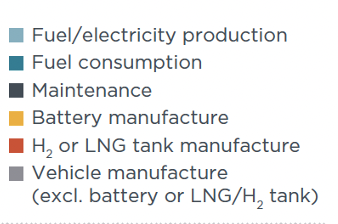 Fuel/electricity production
Fuel consumption
Maintenance
Battery manufacture
H₂ or LNG tank manufacture
Vehicle manufacture
(excl. battery or LNG/H₂ tank)